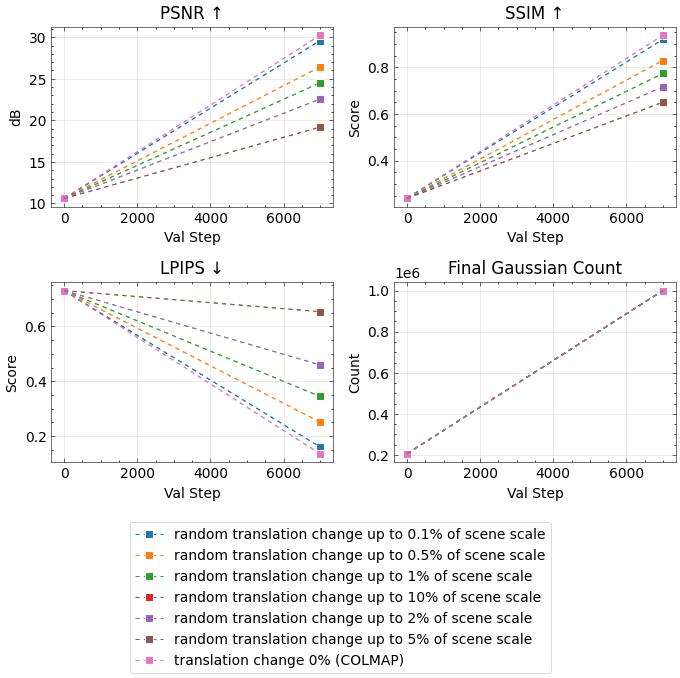 PSNR ↑
SSIM ↑
30
25
20
15
10
dB
0.8
0.6
0.4
Score
0 2000 4000 6000
0 2000 4000 6000
Val Step
Val Step
LPIPS ↓
Final Gaussian Count
1e6
0.6
0.4
0.2
Score
1.0
0.8
0.6
0.4
0.2
Count
0 2000 4000 6000
0 2000 4000 6000
Val Step
Val Step
random translation change up to 0.1% of scene scale
random translation change up to 0.5% of scene scale
random translation change up to 1% of scene scale
random translation change up to 10% of scene scale
random translation change up to 2% of scene scale
random translation change up to 5% of scene scale
translation change 0% (COLMAP)